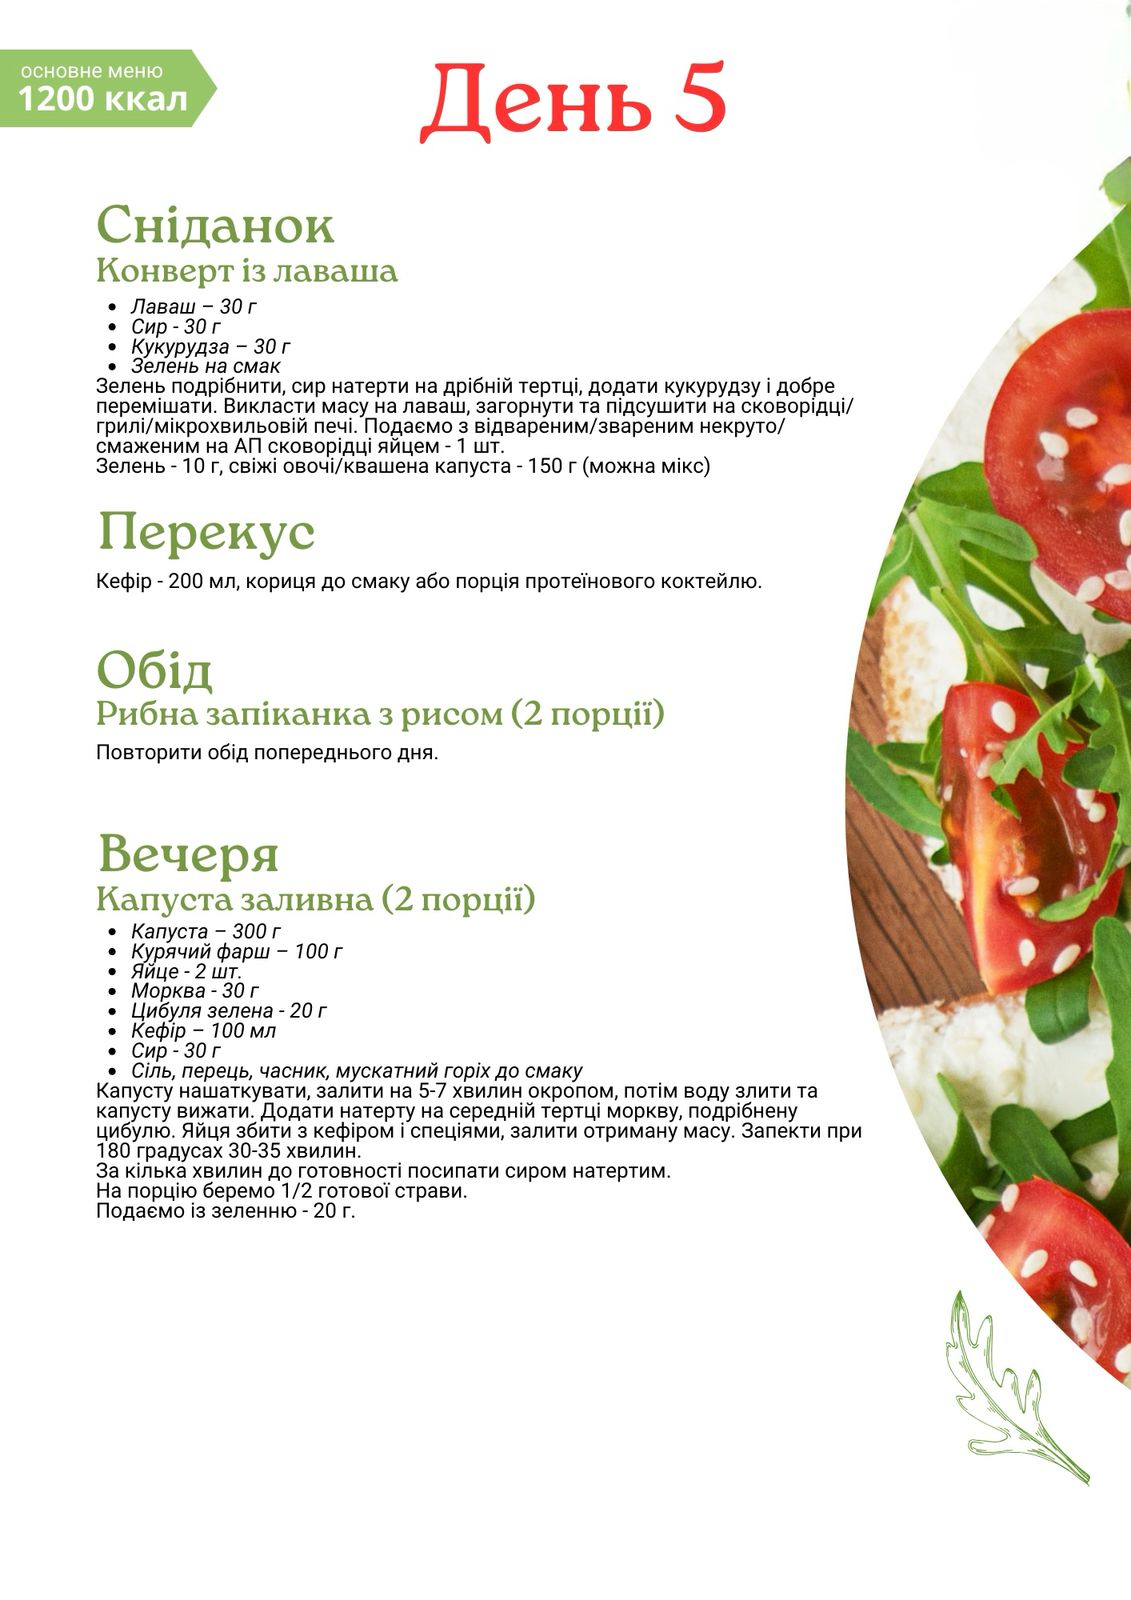 основне меню
1200 ккал
День 5
Сніданок
Конверт із лаваша
• Лаваш – 30 г
• Сир - 30 г
• Кукурудза – 30 г
• Зелень на смак
Зелень подрібнити, сир натерти на дрібній тертці, додати кукурудзу і добре
перемішати. Викласти масу на лаваш, загорнути та підсушити на сковорідці/
грилі/мікрохвильовій печі. Подаємо з відвареним/звареним некруто/
смаженим на АП сковорідці яйцем - 1 шт.
Зелень - 10 г, свіжі овочі/квашена капуста - 150 г (можна мікс)
Перекус
Кефір - 200 мл, кориця до смаку або порція протеїнового коктейлю.
Обід
Рибна запіканка з рисом (2 порції)
Повторити обід попереднього дня.
Вечеря
Капуста заливна (2 порції)
• Капуста – 300 г
• Курячий фарш – 100 г
• Яйце - 2 шт.
• Морква - 30 г
• Цибуля зелена - 20 г
• Кефір – 100 мл
• Сир - 30 г
• Сіль, перець, часник, мускатний горіх до смаку
Капусту нашаткувати, залити на 5-7 хвилин окропом, потім воду злити та
капусту вижати. Додати натерту на середній тертці моркву, подрібнену
цибулю. Яйця збити з кефіром і спеціями, залити отриману масу. Запекти при
180 градусах 30-35 хвилин.
За кілька хвилин до готовності посипати сиром натертим.
На порцію беремо 1/2 готової страви.
Подаємо із зеленню - 20 г.